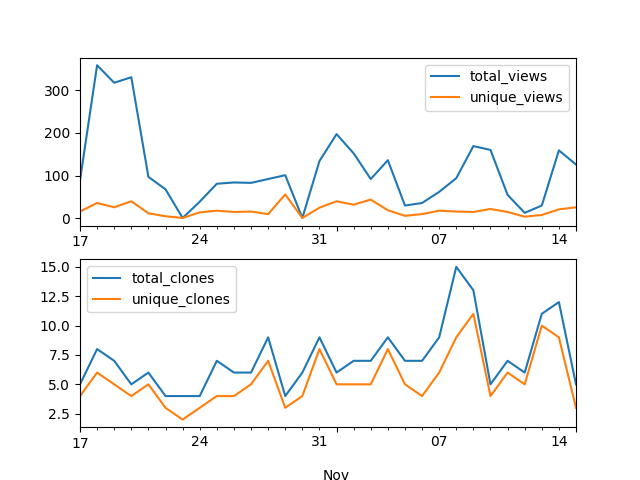 total_views
unique_views
300
200
100
0
17 24 31 07 14
total_clones
unique_clones
15.0
12.5
10.0
7.5
5.0
2.5
17 24 31 07 14
Nov